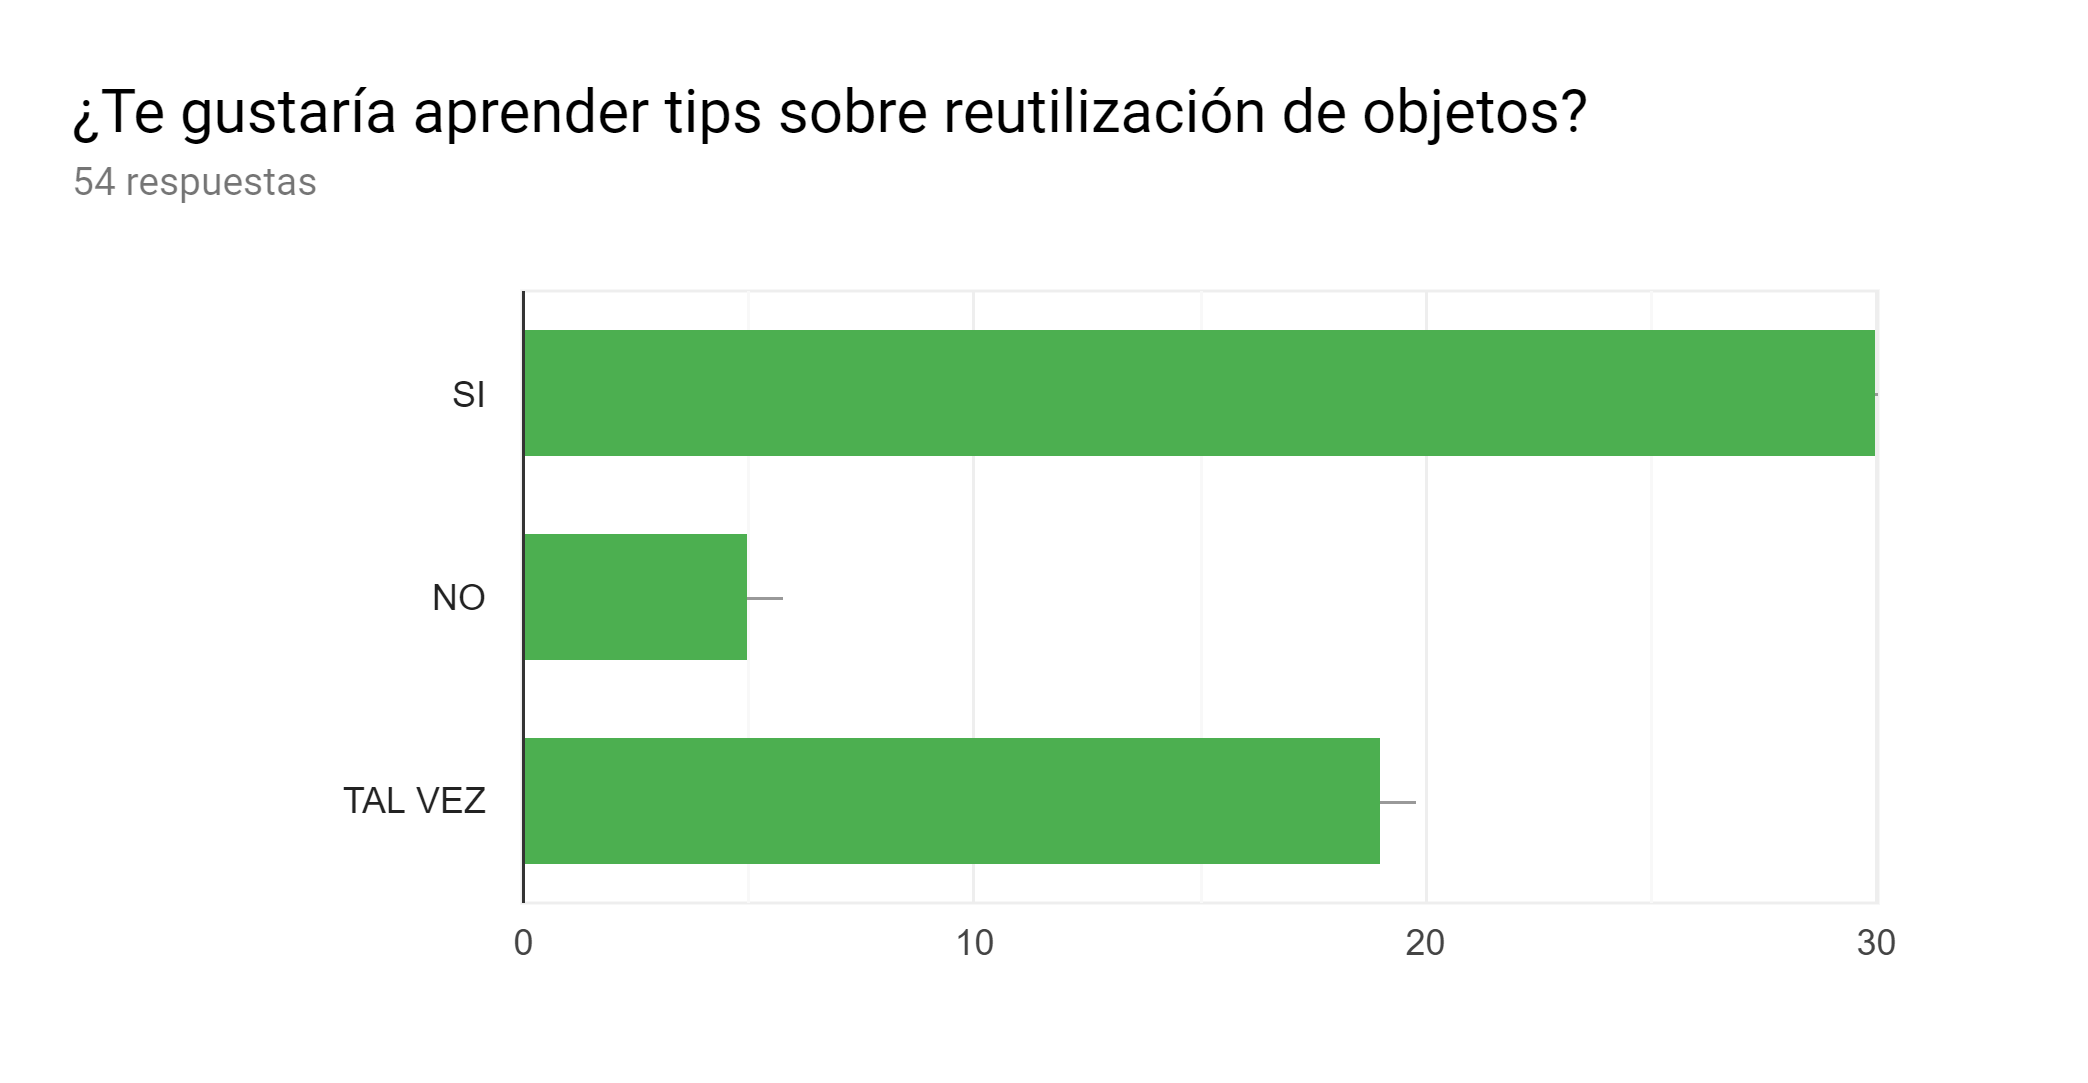 ¿Te gustaría aprender tips sobre reutilización de objetos?
54 respuestas
SI
NO
TAL VEZ
0 10 20 30